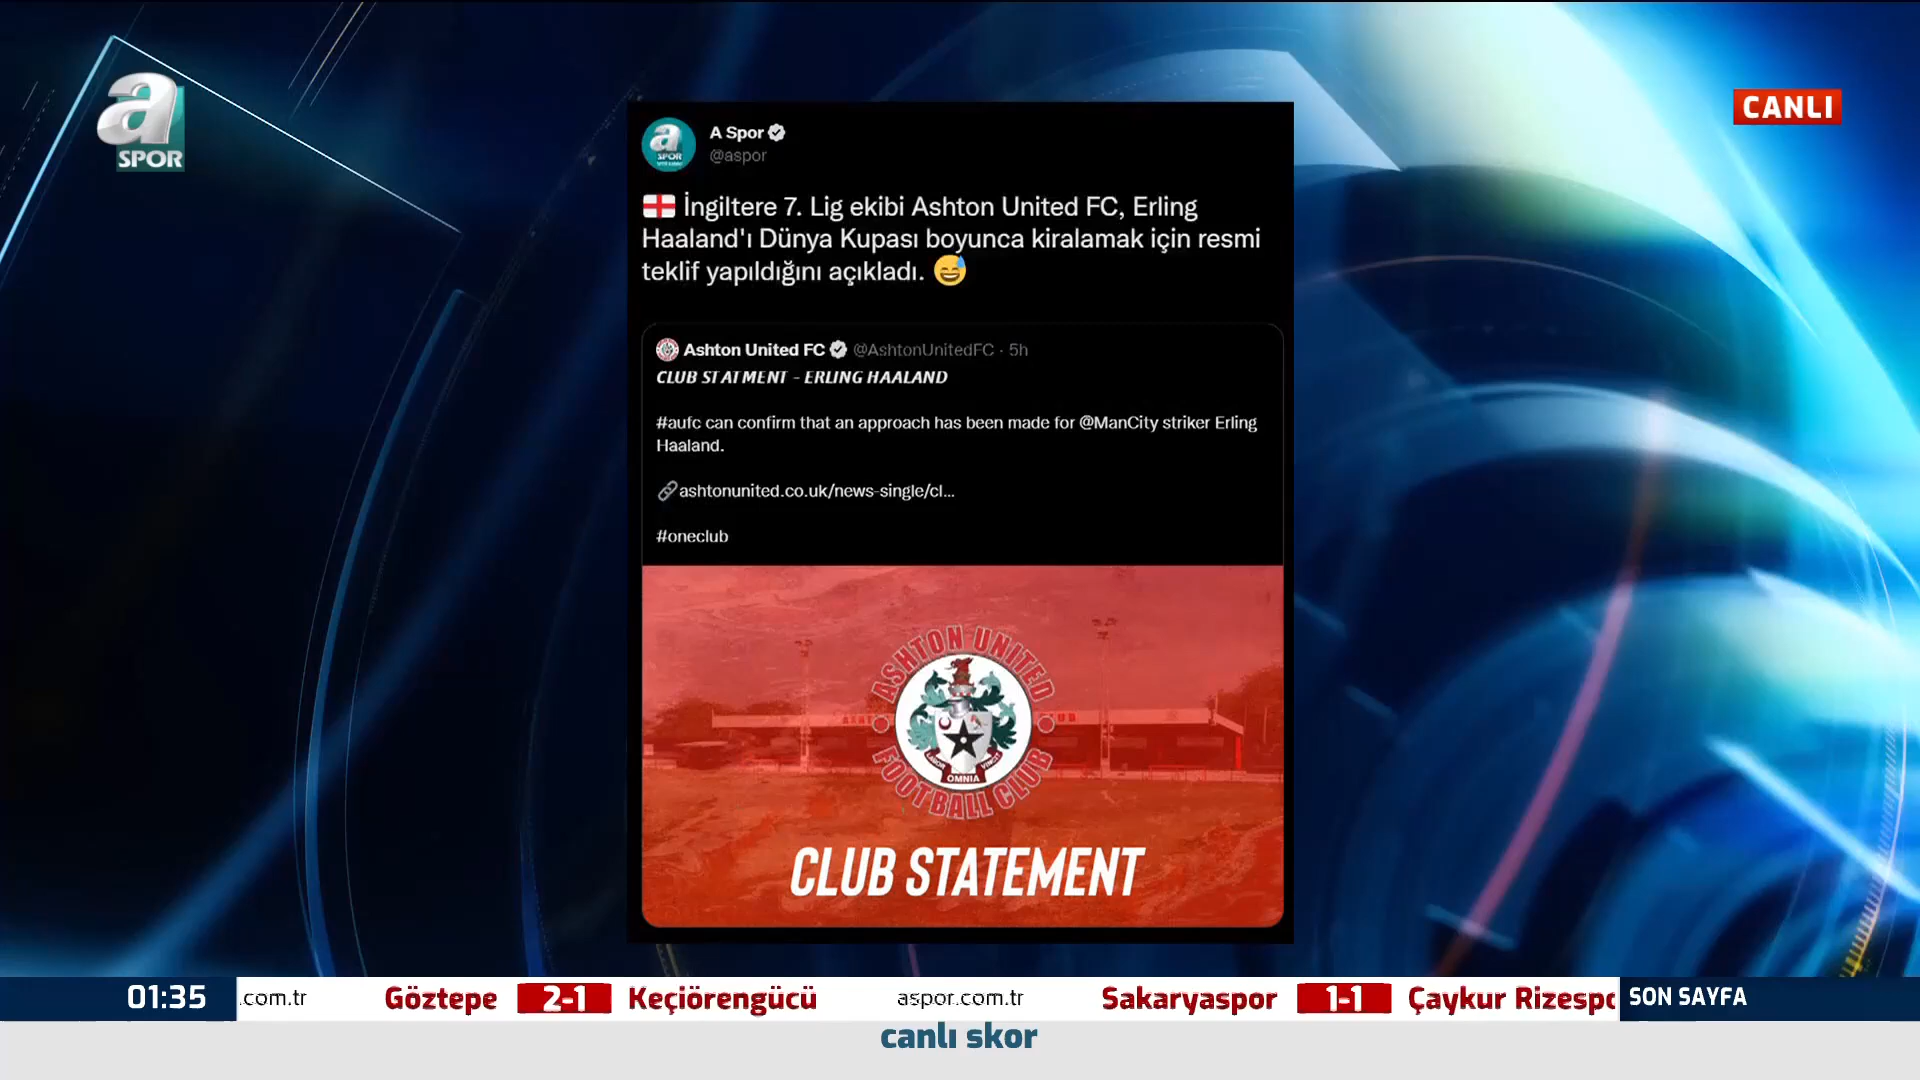 a
SPOR
CANLI
A Spor
@aspor
İngiltere 7. Lig ekibi Ashton United FC, Erling
Haaland'ı Dünya Kupası boyunca kiralamak için resmi
teklif yapıldığını açıkladı.
Ashton United FC @AshtonUnitedFC · 5h
CLUB STATMENT - ERLING HAALAND
#aufc can confirm that an approach has been made for @ManCity striker Erling
Haaland.
ashtonunited.co.uk/news-single/cl...
#oneclub
ASHTON UNITED
FOOTBALL CLUB
LABOR OMNIA VINCIT
CLUB STATEMENT
01:35 .com.tr Göztepe 2-1 Keçiörengücü aspor.com.tr Sakaryaspor 1-1 Çaykur Rizespo SON SAYFA
canlı skor